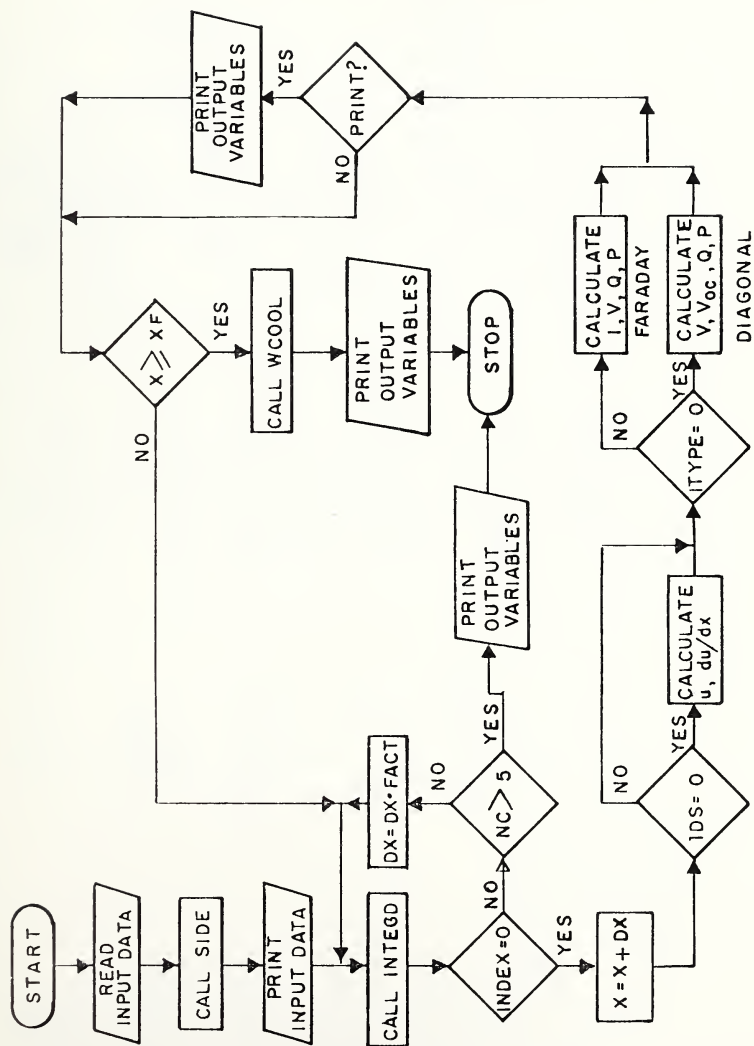 START
READ
INPUT DATA
CALL SIDE
PRINT
INPUT DATA
CALL INTEGD
INDEX=0
NO
YES
NC > 5
NO
YES
DX = DX • FACT
PRINT
OUTPUT
VARIABLES
STOP
X = X + DX
IDS = 0
NO
YES
CALCULATE
u, du/dx
ITYPE = 0
NO
YES
CALCULATE
I, V, Q, P
FARADAY
CALCULATE
V, VOC, Q, P
DIAGONAL
PRINT?
NO
YES
PRINT
OUTPUT
VARIABLES
X ≥ XF
NO
YES
CALL WCOOL
PRINT
OUTPUT
VARIABLES